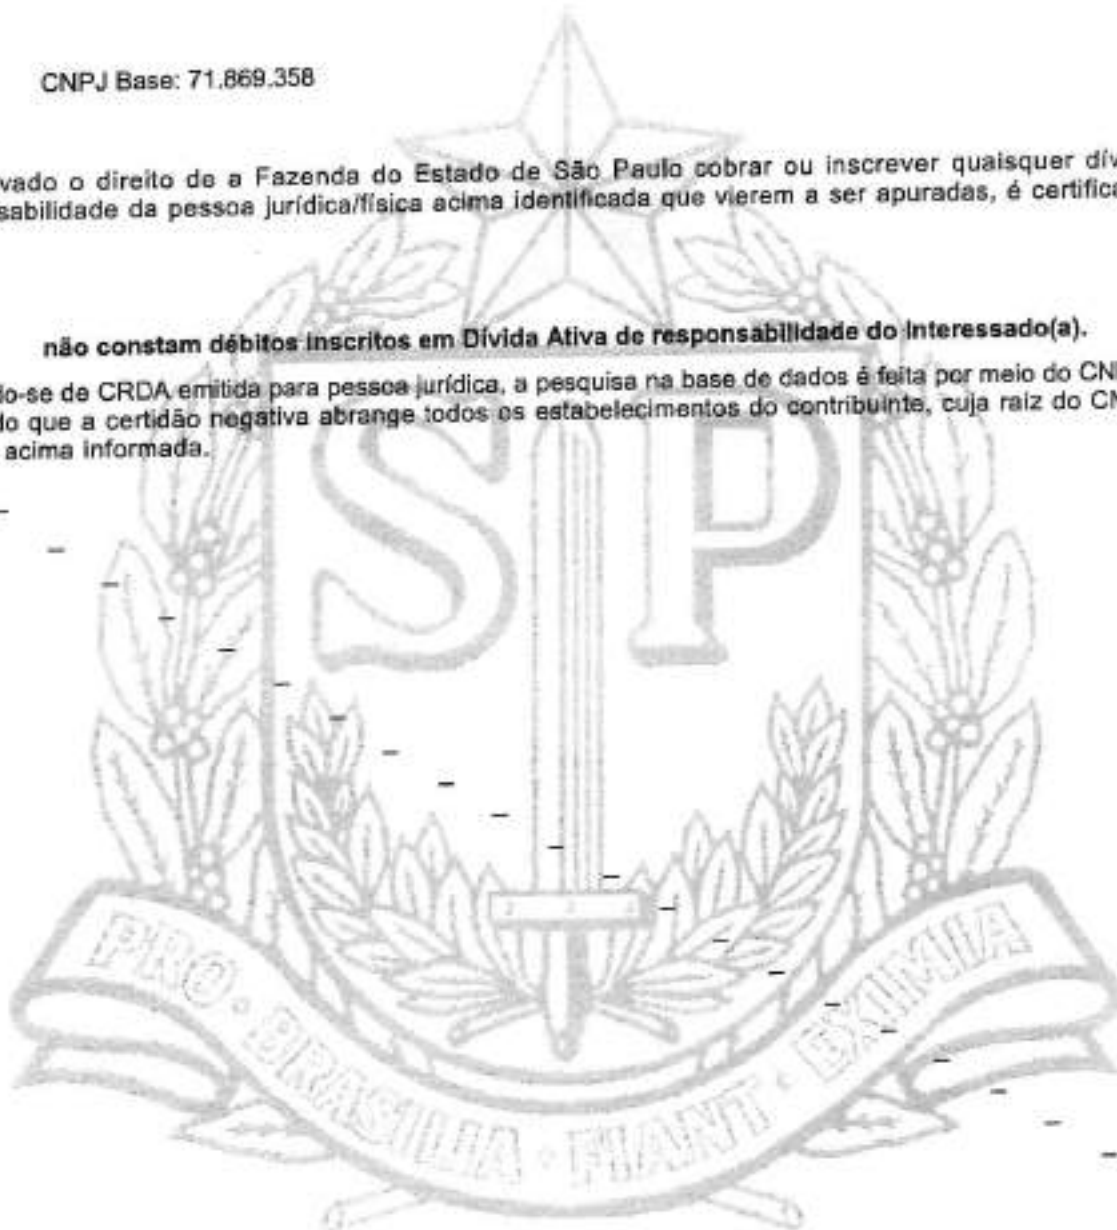 CNPJ Base: 71.869.358
vado o direito de a Fazenda do Estado de São Paulo cobrar ou inscrever quaisquer dív
sabilidade da pessoa jurídica/física acima identificada que vierem a ser apuradas, é certific
não constam débitos inscritos em Dívida Ativa de responsabilidade do Interessado(a).
do-se de CRDA emitida para pessoa jurídica, a pesquisa na base de dados é feita por meio do CN
do que a certidão negativa abrange todos os estabelecimentos do contribuinte, cuja raiz do CN
acima informada.
SP
PRO · BRASILIA · FIANT · EXIMIA